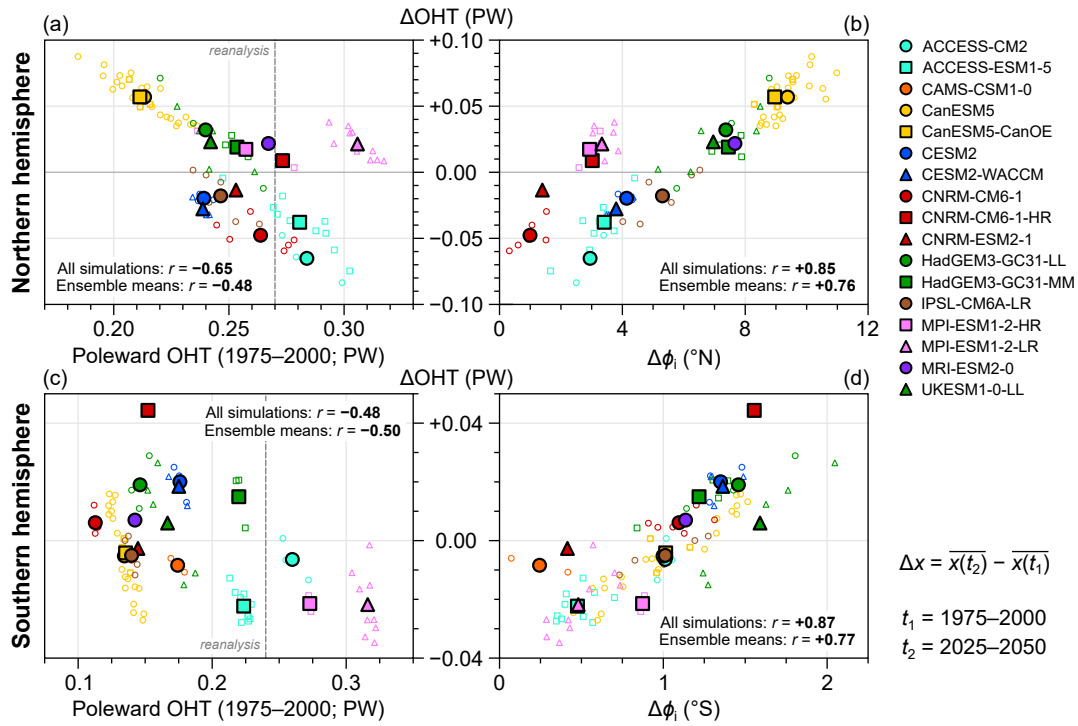 (a)
ΔOHT (PW)
(b)
Northern hemisphere
reanalysis
+0.10
+0.05
0.00
−0.05
−0.10
All simulations: r = −0.65
Ensemble means: r = −0.48
All simulations: r = +0.85
Ensemble means: r = +0.76
0.20
0.25
0.30
0
4
8
12
Poleward OHT (1975–2000; PW)
Δϕi (°N)
(c)
ΔOHT (PW)
(d)
Southern hemisphere
All simulations: r = −0.48
Ensemble means: r = −0.50
+0.04
0.00
−0.04
reanalysis
All simulations: r = +0.87
Ensemble means: r = +0.77
0.1
0.2
0.3
0
1
2
Poleward OHT (1975–2000; PW)
Δϕi (°S)
ACCESS-CM2
ACCESS-ESM1-5
CAMS-CSM1-0
CanESM5
CanESM5-CanOE
CESM2
CESM2-WACCM
CNRM-CM6-1
CNRM-CM6-1-HR
CNRM-ESM2-1
HadGEM3-GC31-LL
HadGEM3-GC31-MM
IPSL-CM6A-LR
MPI-ESM1-2-HR
MPI-ESM1-2-LR
MRI-ESM2-0
UKESM1-0-LL
Δx = x(t2) − x(t1)
t1 = 1975–2000
t2 = 2025–2050